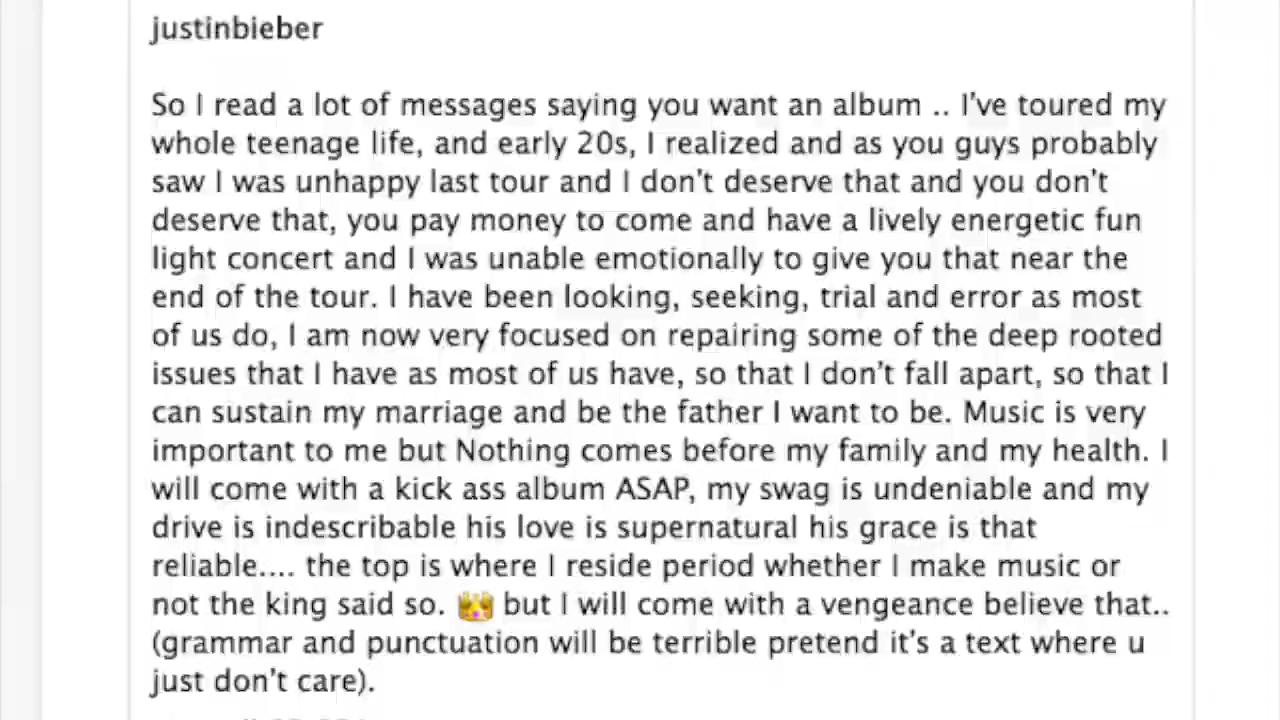 justinbieber
So I read a lot of messages saying you want an album .. I've toured my
whole teenage life, and early 20s, I realized and as you guys probably
saw I was unhappy last tour and I don't deserve that and you don't
deserve that, you pay money to come and have a lively energetic fun
light concert and I was unable emotionally to give you that near the
end of the tour. I have been looking, seeking, trial and error as most
of us do, I am now very focused on repairing some of the deep rooted
issues that I have as most of us have, so that I don't fall apart, so that I
can sustain my marriage and be the father I want to be. Music is very
important to me but Nothing comes before my family and my health. I
will come with a kick ass album ASAP, my swag is undeniable and my
drive is indescribable his love is supernatural his grace is that
reliable.... the top is where I reside period whether I make music or
not the king said so. 👑 but I will come with a vengeance believe that..
(grammar and punctuation will be terrible pretend it's a text where u
just don't care).